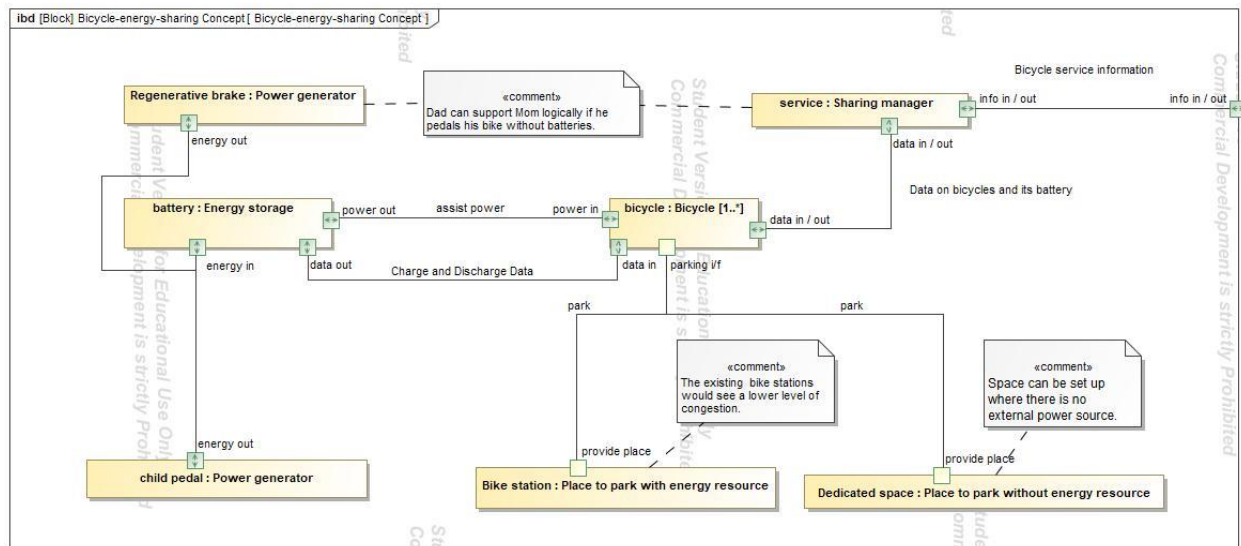 ibd [Block] Bicycle-energy-sharing Concept [ Bicycle-energy-sharing Concept ]
Bicycle service information
Regenerative brake : Power generator
«comment»
Dad can support Mom logically if he
pedals his bike without batteries.
service : Sharing manager
info in / out
info in / out
energy out
data in / out
Data on bicycles and its battery
battery : Energy storage
power out
assist power
power in
bicycle : Bicycle [1..*]
data in / out
energy in
data out
Charge and Discharge Data
data in
parking i/f
park
park
«comment»
The existing bike stations
would see a lower level of
congestion.
«comment»
Space can be set up
where there is no
external power source.
energy out
provide place
provide place
child pedal : Power generator
Bike station : Place to park with energy resource
Dedicated space : Place to park without energy resource
Commercial Development is strictly Prohibited